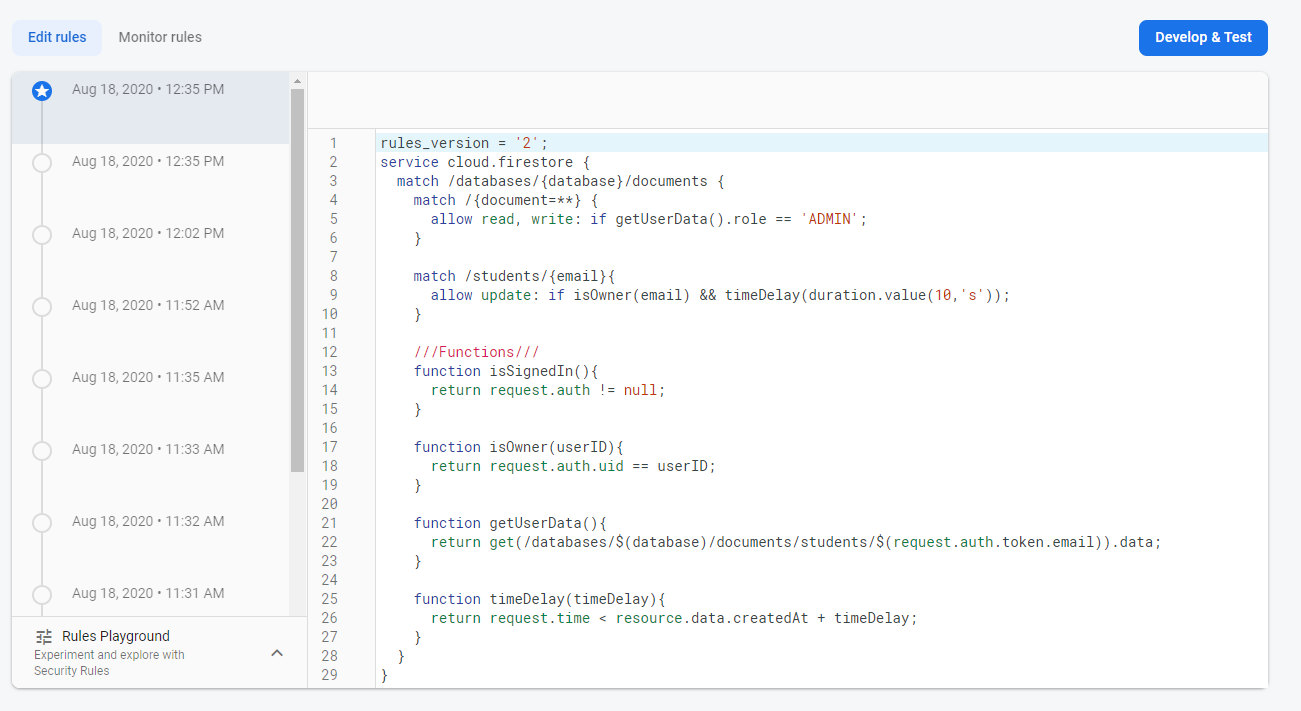 Edit rules
Monitor rules
Develop & Test
Aug 18, 2020 • 12:35 PM
Aug 18, 2020 • 12:35 PM
Aug 18, 2020 • 12:02 PM
Aug 18, 2020 • 11:52 AM
Aug 18, 2020 • 11:35 AM
Aug 18, 2020 • 11:33 AM
Aug 18, 2020 • 11:32 AM
Aug 18, 2020 • 11:31 AM
Rules Playground
Experiment and explore with
Security Rules
1 rules_version = '2';
2 service cloud.firestore {
3   match /databases/{database}/documents {
4     match /{document=**} {
5       allow read, write: if getUserData().role == 'ADMIN';
6     }
7
8     match /students/{email}{
9       allow update: if isOwner(email) && timeDelay(duration.value(10,'s'));
10     }
11
12     ///Functions///
13     function isSignedIn(){
14       return request.auth != null;
15     }
16
17     function isOwner(userID){
18       return request.auth.uid == userID;
19     }
20
21     function getUserData(){
22       return get(/databases/$(database)/documents/students/$(request.auth.token.email)).data;
23     }
24
25     function timeDelay(timeDelay){
26       return request.time < resource.data.createdAt + timeDelay;
27     }
28   }
29 }